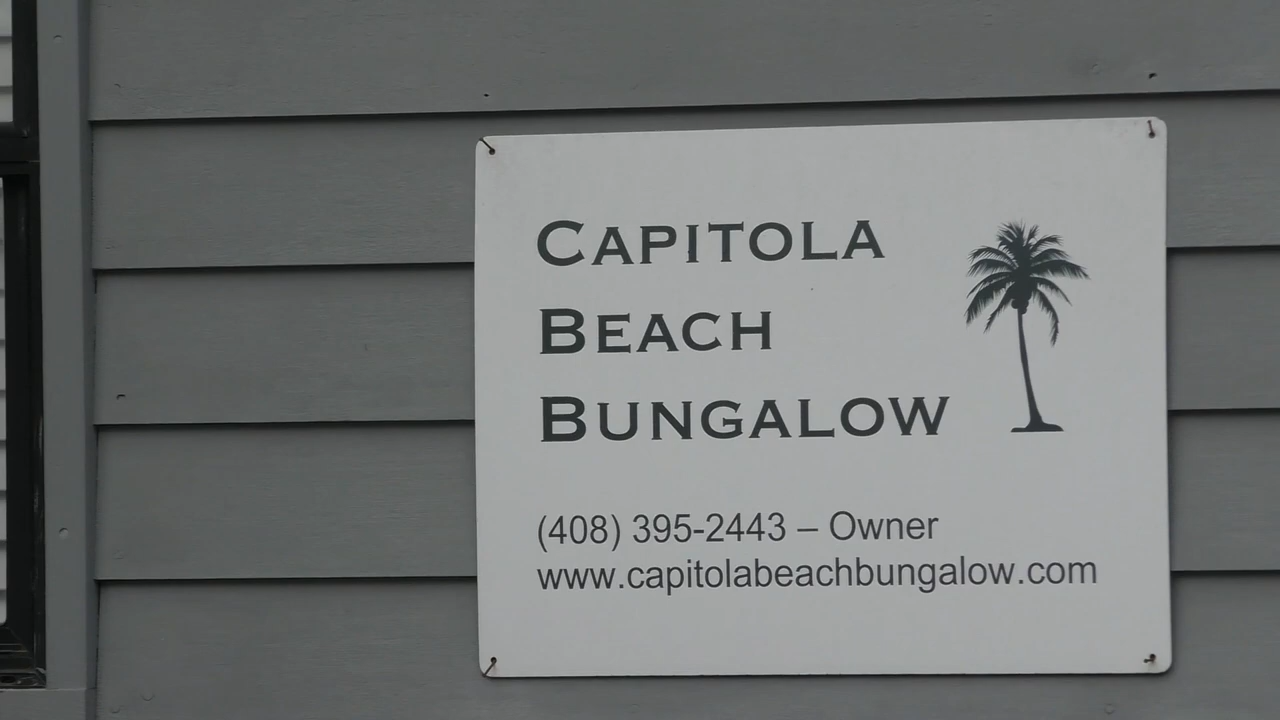 CAPITOLA
BEACH
BUNGALOW
(408) 395-2443 – Owner
www.capitolabeachbungalow.com